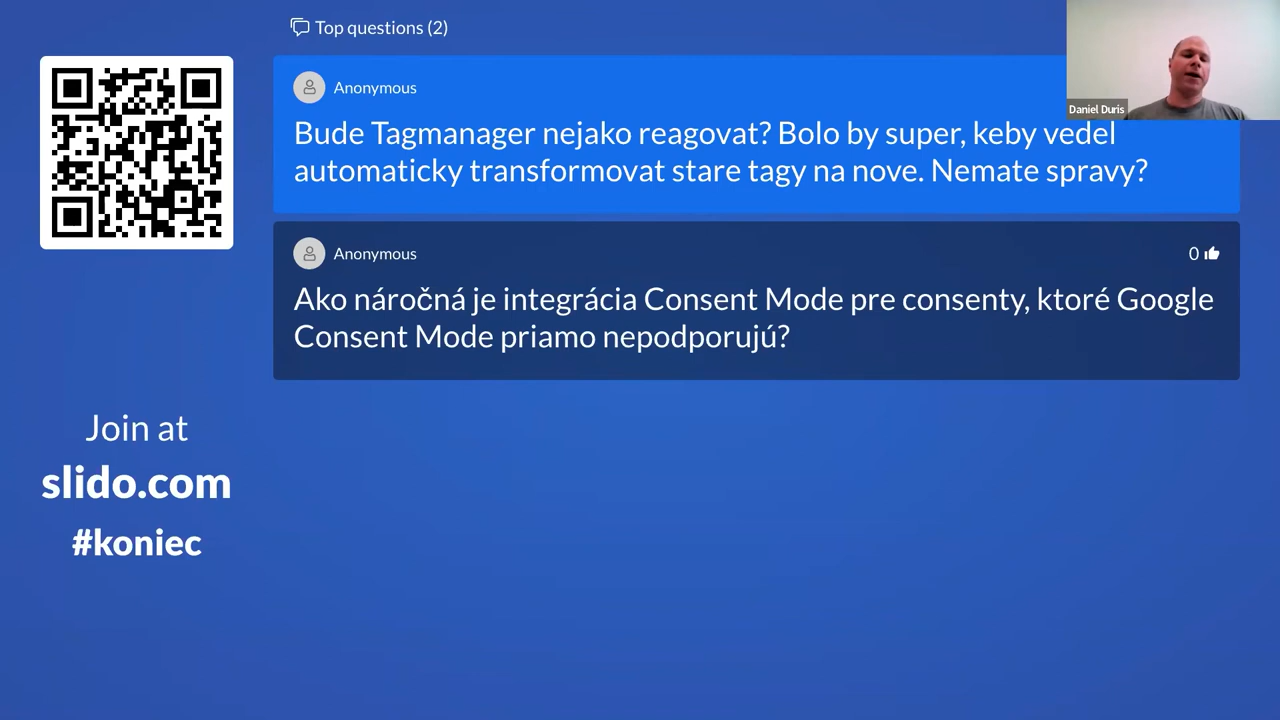 Top questions (2)
Anonymous
Daniel Duris
Bude Tagmanager nejako reagovat? Bolo by super, keby vedel
automaticky transformovat stare tagy na nove. Nemate spravy?
Anonymous
0
Ako náročná je integrácia Consent Mode pre consenty, ktoré Google
Consent Mode priamo nepodporujú?
Join at
slido.com
#koniec